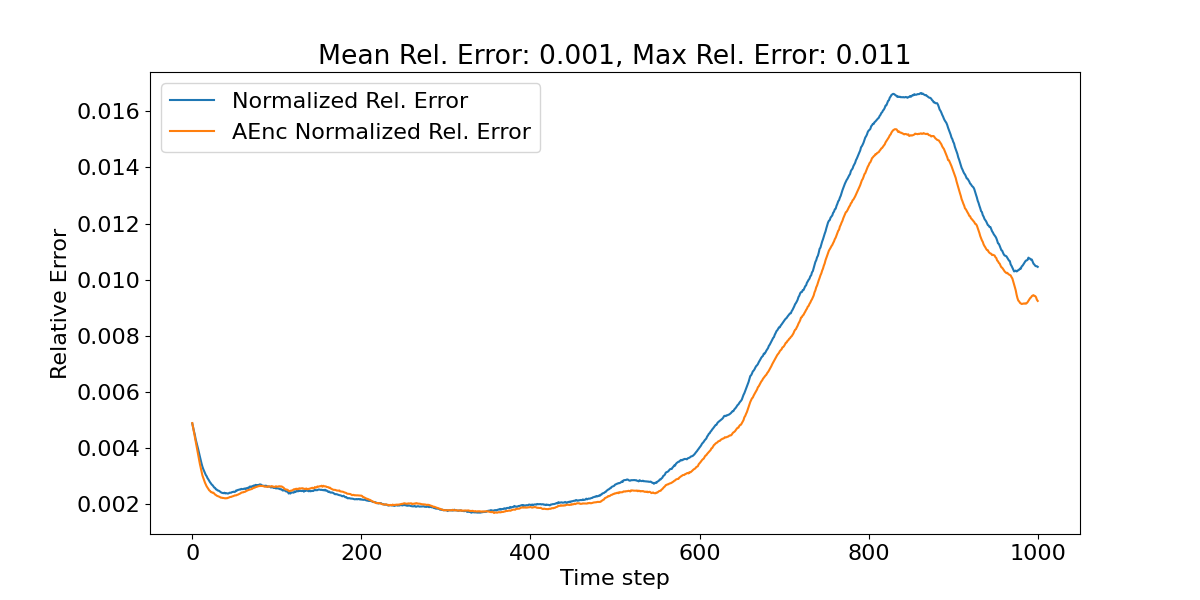 Mean Rel. Error: 0.001, Max Rel. Error: 0.011
Normalized Rel. Error
AEnc Normalized Rel. Error
Relative Error
0.016
0.014
0.012
0.010
0.008
0.006
0.004
0.002
0 200 400 600 800 1000
Time step